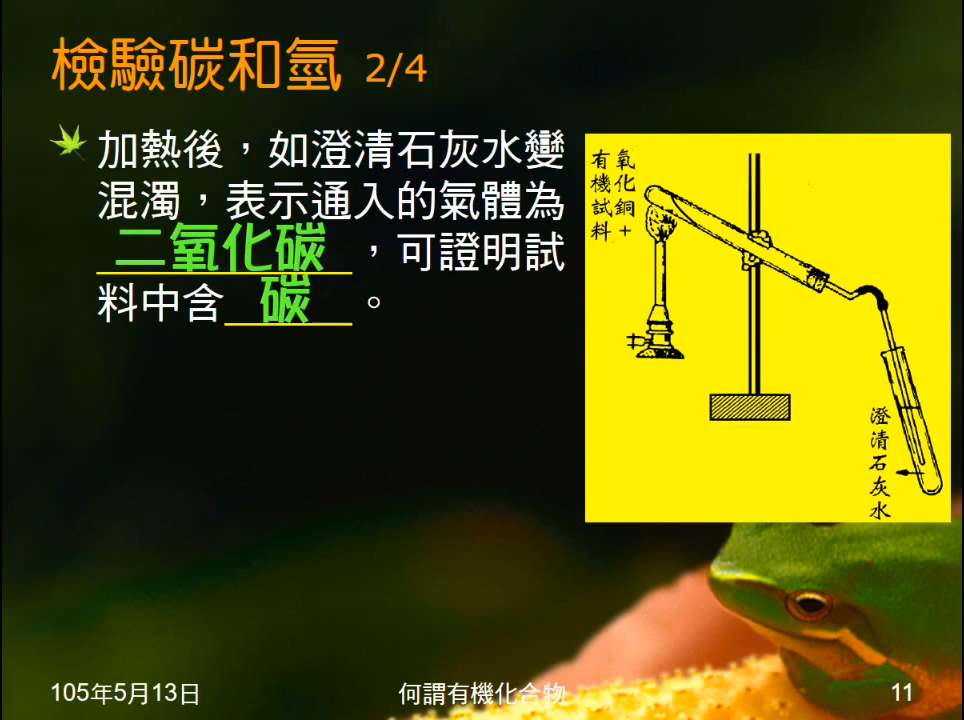 檢驗碳和氫 2/4
加熱後，如澄清石灰水變
混濁，表示通入的氣體為
二氧化碳，可證明試
料中含碳。
氧化銅＋
有機試料
澄清石灰水
105年5月13日
何謂有機化合物
11